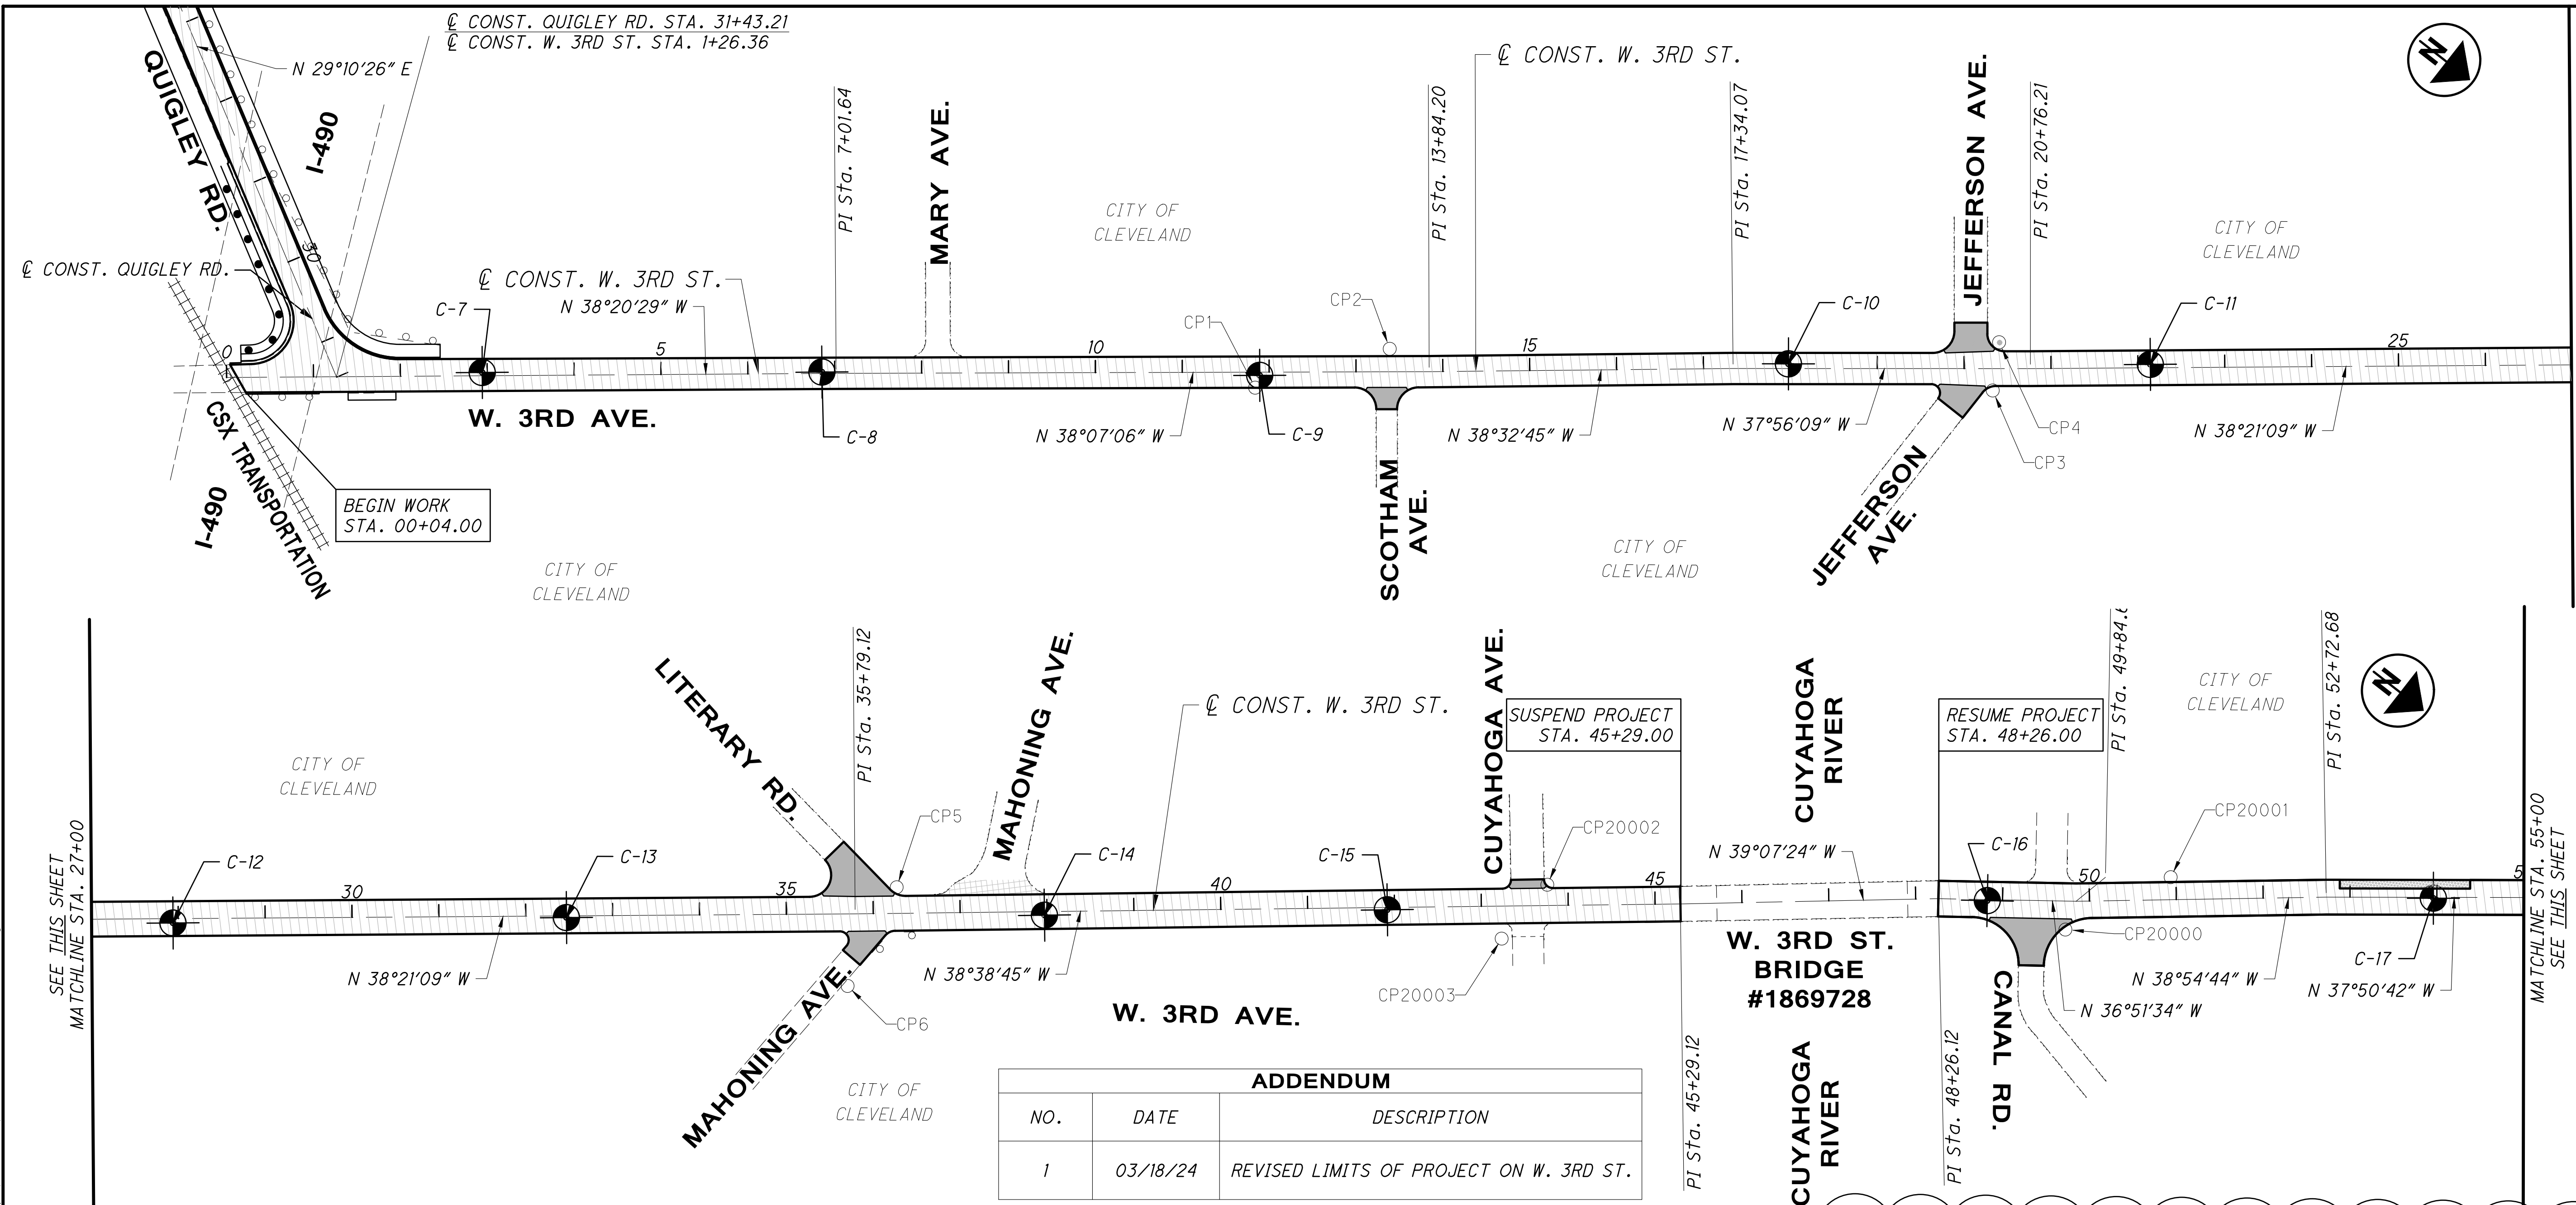 ℄ CONST. QUIGLEY RD. STA. 31+43.21
℄ CONST. W. 3RD ST. STA. 1+26.36
N 29°10'26" E
QUIGLEY RD.
I-490
℄ CONST. QUIGLEY RD.
30
℄ CONST. W. 3RD ST.
N 38°20'29" W
C-7
PI Sta. 7+01.64
MARY AVE.
CITY OF
CLEVELAND
CP1
CP2
PI Sta. 13+84.20
℄ CONST. W. 3RD ST.
PI Sta. 17+34.07
C-10
JEFFERSON AVE.
PI Sta. 20+76.21
C-11
CITY OF
CLEVELAND
N
0
5
10
15
25
W. 3RD AVE.
C-8
N 38°07'06" W
C-9
SCOTHAM
AVE.
N 38°32'45" W
N 37°56'09" W
CP4
CP3
N 38°21'09" W
JEFFERSON
AVE.
CSX TRANSPORTATION
I-490
BEGIN WORK
STA. 00+04.00
CITY OF
CLEVELAND
CITY OF
CLEVELAND
SEE THIS SHEET
MATCHLINE STA. 27+00
CITY OF
CLEVELAND
C-12
C-13
LITERARY RD.
PI Sta. 35+79.12
CP5
MAHONING AVE.
C-14
℄ CONST. W. 3RD ST.
C-15
CUYAHOGA AVE.
SUSPEND PROJECT
STA. 45+29.00
CP20002
CUYAHOGA
RIVER
N 39°07'24" W
RESUME PROJECT
STA. 48+26.00
C-16
PI Sta. 49+84.
CITY OF
CLEVELAND
CP20001
PI Sta. 52+72.68
N
MATCHLINE STA. 55+00
SEE THIS SHEET
30
35
40
45
50
5
N 38°21'09" W
MAHONING AVE.
CP6
N 38°38'45" W
W. 3RD AVE.
CP20003
W. 3RD ST.
BRIDGE
#1869728
CUYAHOGA
RIVER
PI Sta. 45+29.12
PI Sta. 48+26.12
CANAL RD.
CP20000
N 36°51'34" W
N 38°54'44" W
C-17
N 37°50'42" W
CITY OF
CLEVELAND
ADDENDUM
NO. DATE DESCRIPTION
1 03/18/24 REVISED LIMITS OF PROJECT ON W. 3RD ST.